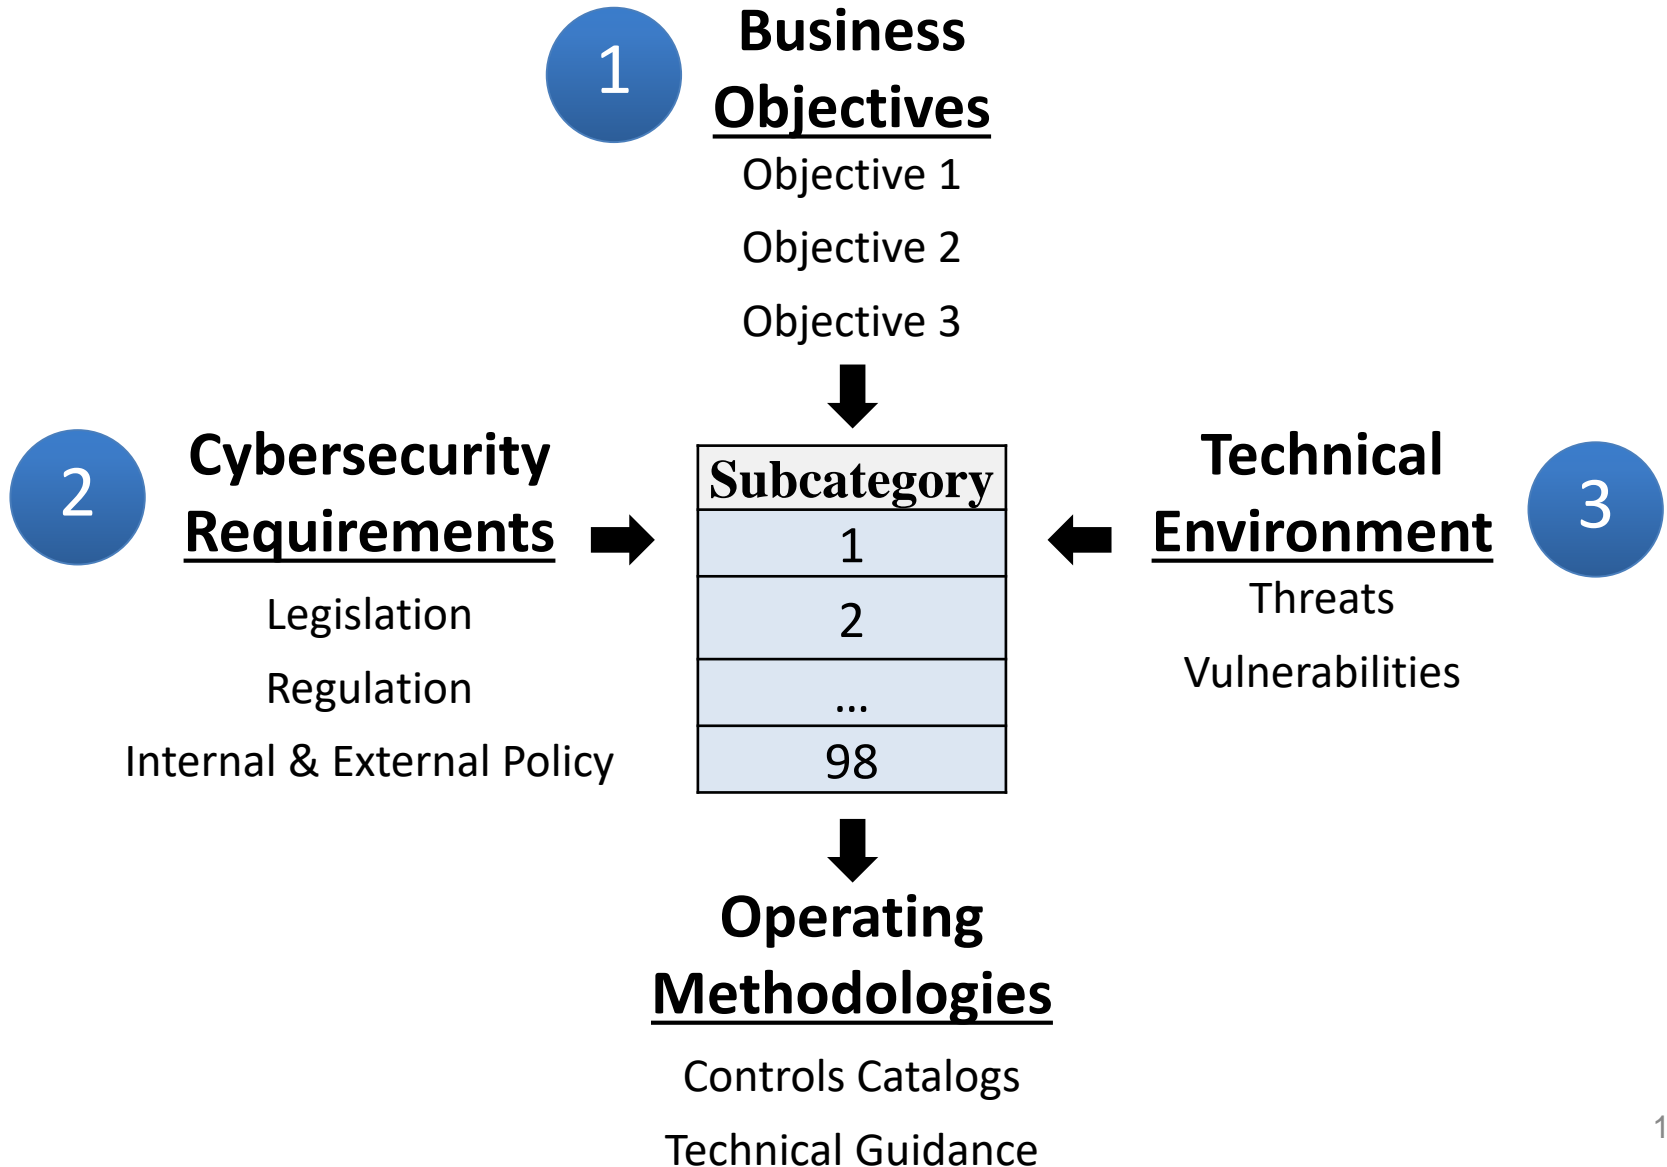 1
Business
Objectives
Objective 1
Objective 2
Objective 3
2
Cybersecurity
Requirements
Legislation
Regulation
Internal & External Policy
Subcategory
1
2
...
98
Technical
Environment
3
Threats
Vulnerabilities
Operating
Methodologies
Controls Catalogs
Technical Guidance
1